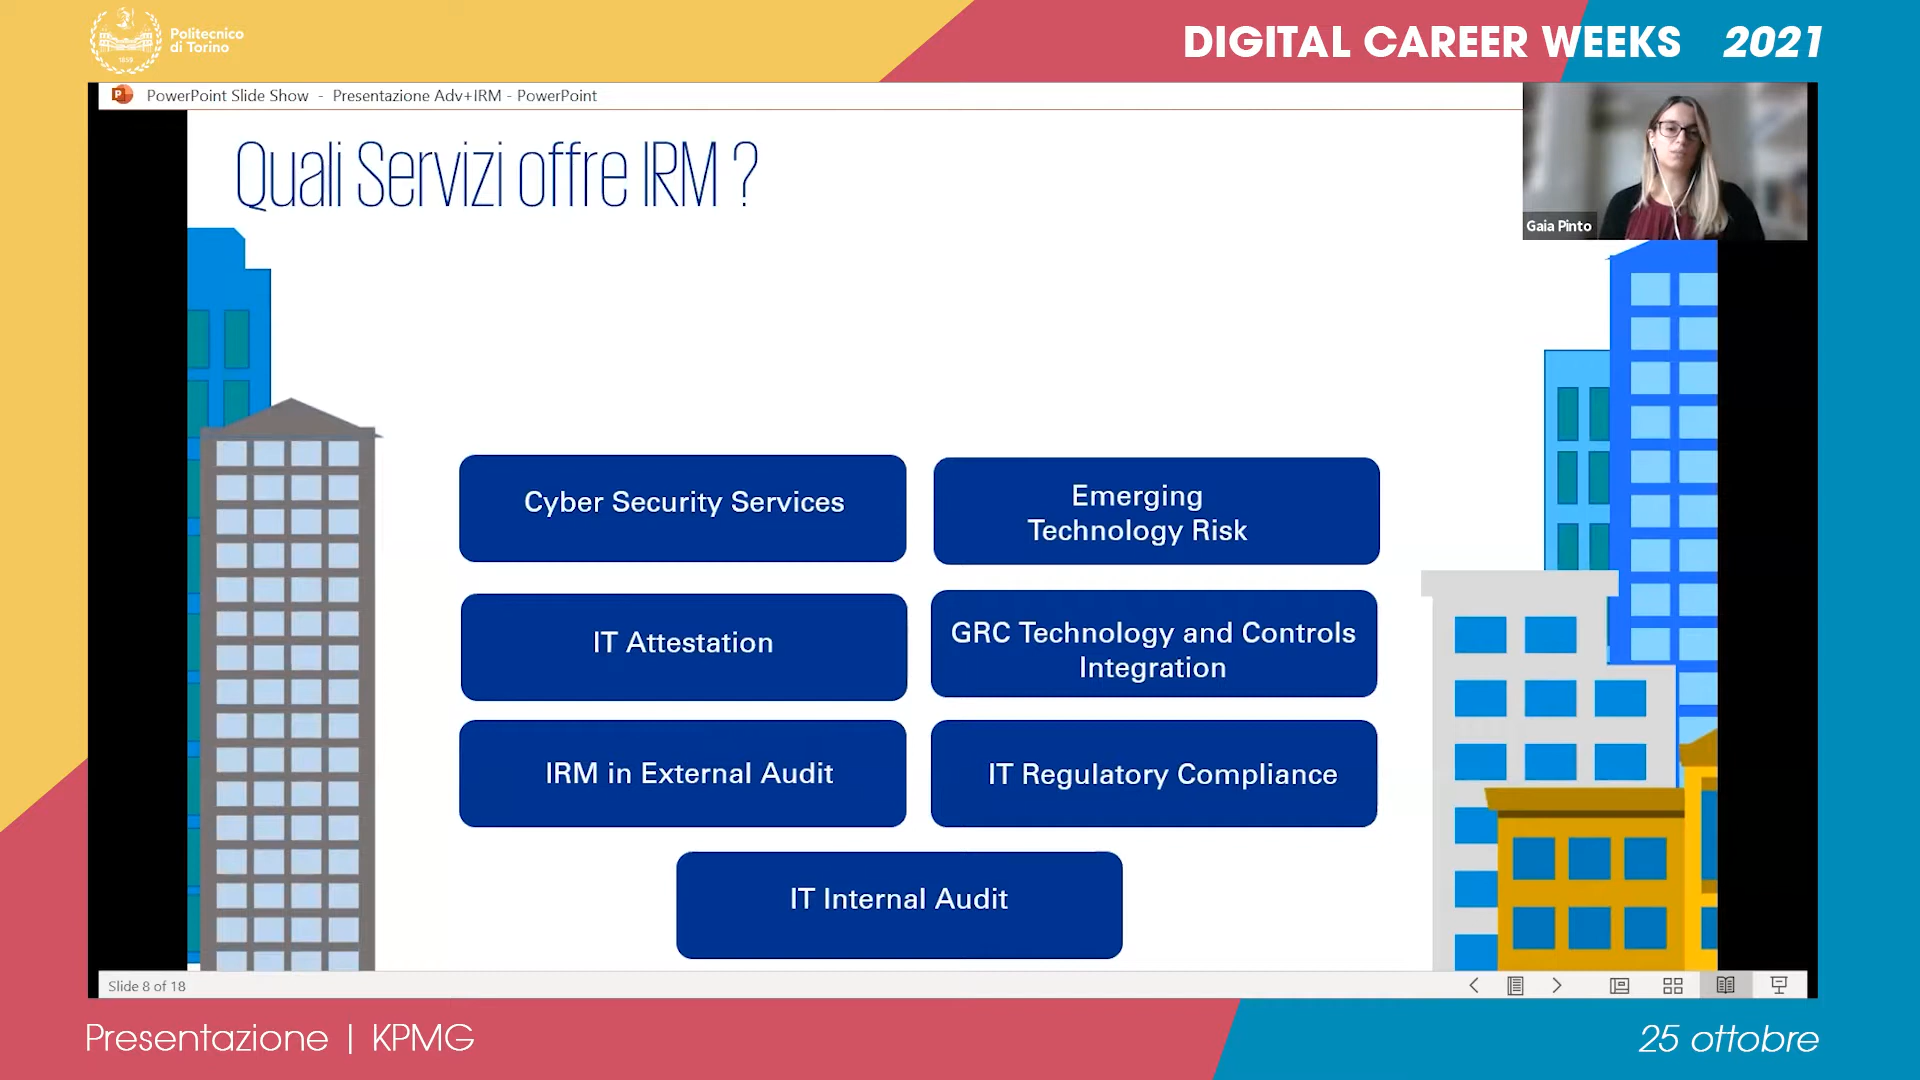 Politecnico
di Torino
1859
DIGITAL CAREER WEEKS 2021
PowerPoint Slide Show - Presentazione Adv+IRM - PowerPoint
Quali Servizi offre IRM ?
Gaia Pinto
Cyber Security Services
Emerging
Technology Risk
IT Attestation
GRC Technology and Controls
Integration
IRM in External Audit
IT Regulatory Compliance
IT Internal Audit
Slide 8 of 18
Presentazione | KPMG
25 ottobre